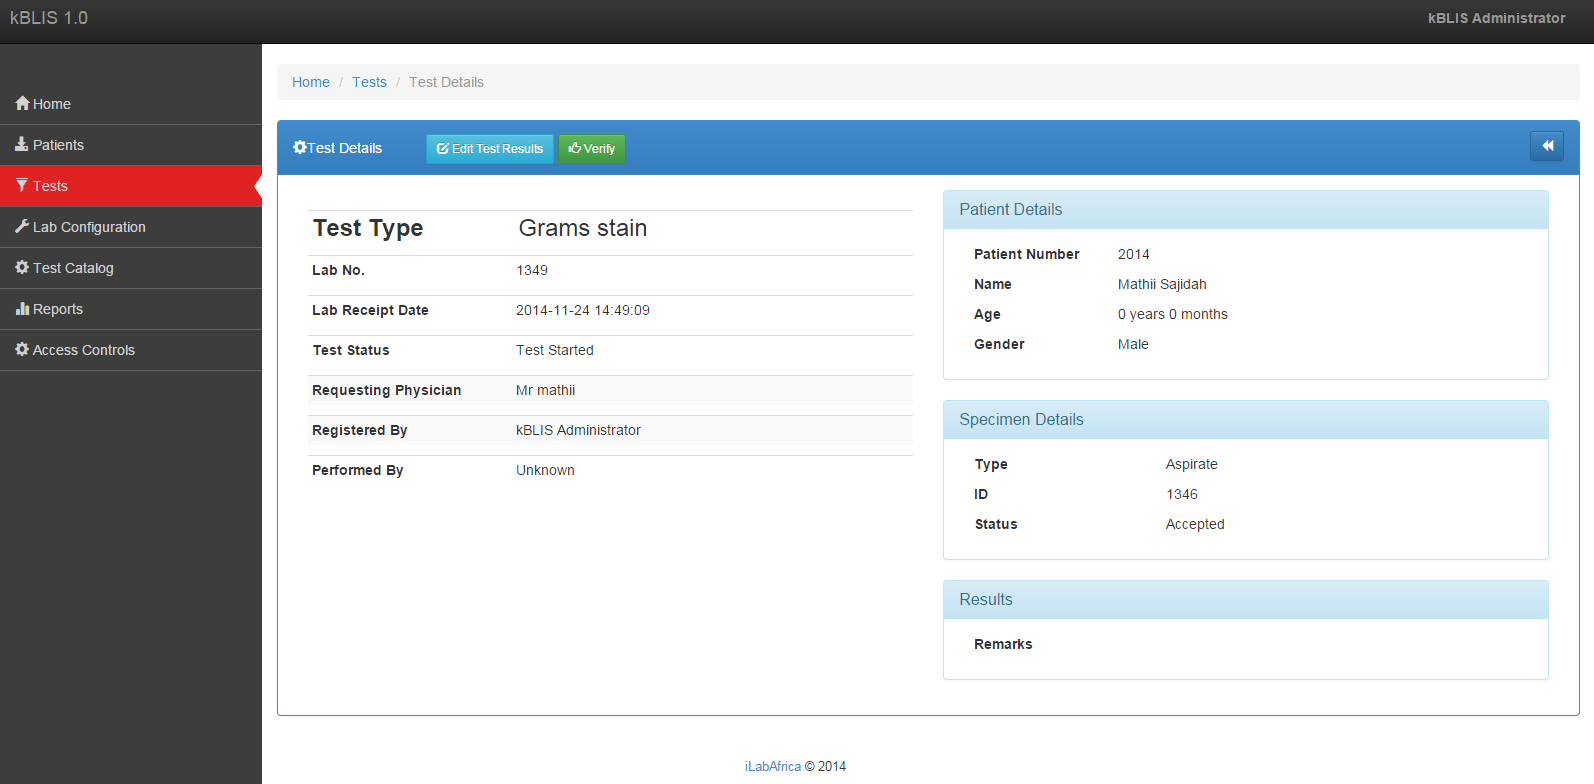 kBLIS 1.0
kBLIS Administrator
Home
Patients
Tests
Lab Configuration
Test Catalog
Reports
Access Controls
Home / Tests / Test Details
Test Details
Edit Test Results
Verify
Test Type Grams stain
Lab No. 1349
Lab Receipt Date 2014-11-24 14:49:09
Test Status Test Started
Requesting Physician Mr mathii
Registered By kBLIS Administrator
Performed By Unknown
Patient Details
Patient Number 2014
Name Mathii Sajidah
Age 0 years 0 months
Gender Male
Specimen Details
Type Aspirate
ID 1346
Status Accepted
Results
Remarks
iLabAfrica © 2014